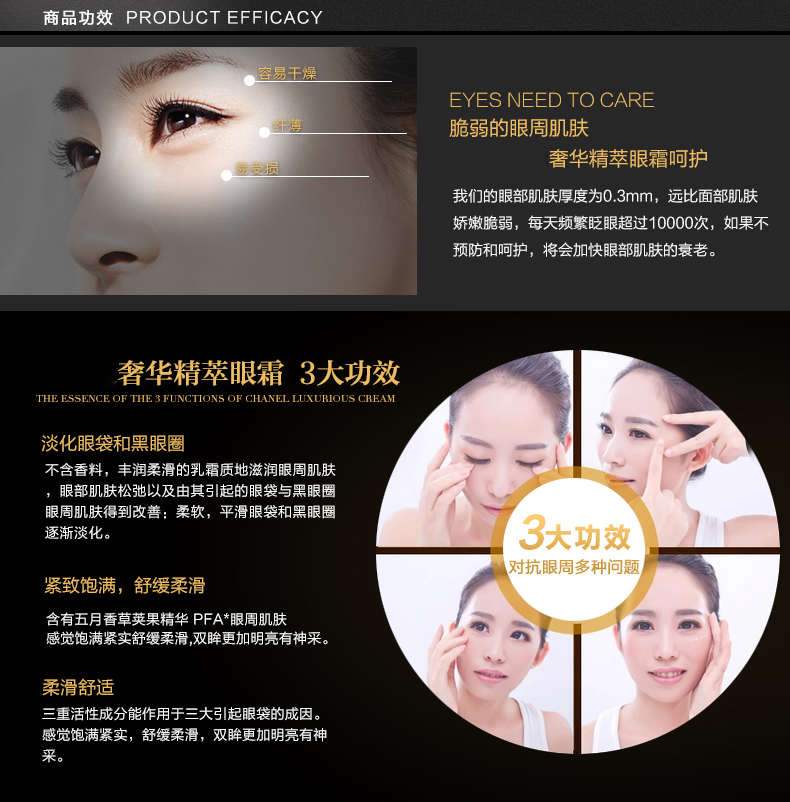 商品功效 PRODUCT EFFICACY
容易干燥
纤薄
易受损
EYES NEED TO CARE
脆弱的眼周肌肤
奢华精萃眼霜呵护
我们的眼部肌肤厚度为0.3mm，远比面部肌肤
娇嫩脆弱，每天频繁眨眼超过10000次，如果不
预防和呵护，将会加快眼部肌肤的衰老。
奢华精萃眼霜 3大功效
THE ESSENCE OF THE 3 FUNCTIONS OF CHANEL LUXURIOUS CREAM
淡化眼袋和黑眼圈
不含香料，丰润柔滑的乳霜质地滋润眼周肌肤
，眼部肌肤松弛以及由其引起的眼袋与黑眼圈
眼周肌肤得到改善；柔软，平滑眼袋和黑眼圈
逐渐淡化。
紧致饱满，舒缓柔滑
含有五月香草荚果精华 PFA*眼周肌肤
感觉饱满紧实舒缓柔滑,双眸更加明亮有神采。
柔滑舒适
三重活性成分能作用于三大引起眼袋的成因。
感觉饱满紧实，舒缓柔滑，双眸更加明亮有神
采。
3大功效
对抗眼周多种问题